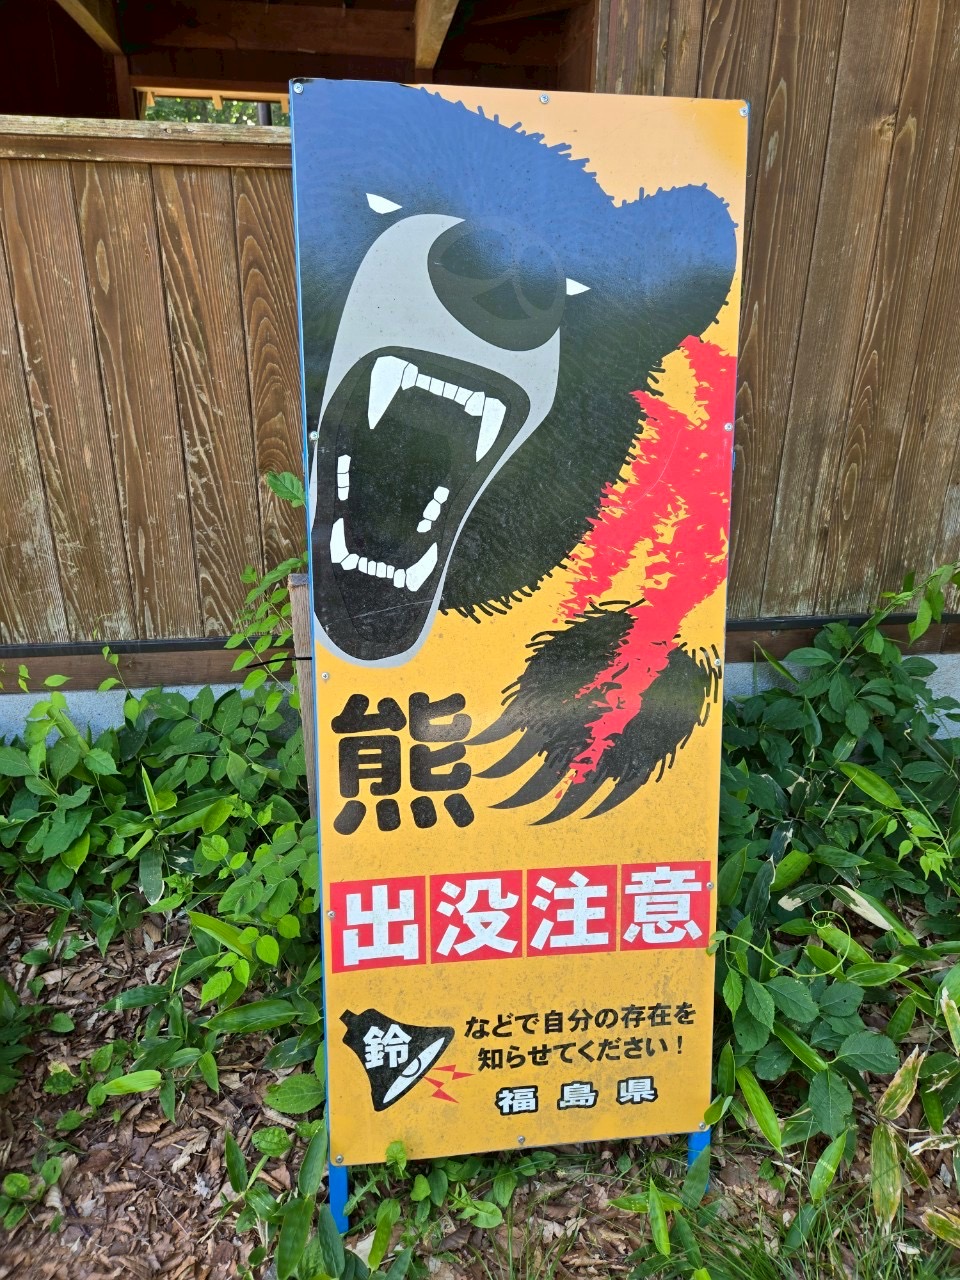 熊
出没注意
鈴
などで自分の存在を
知らせてください！
福島県